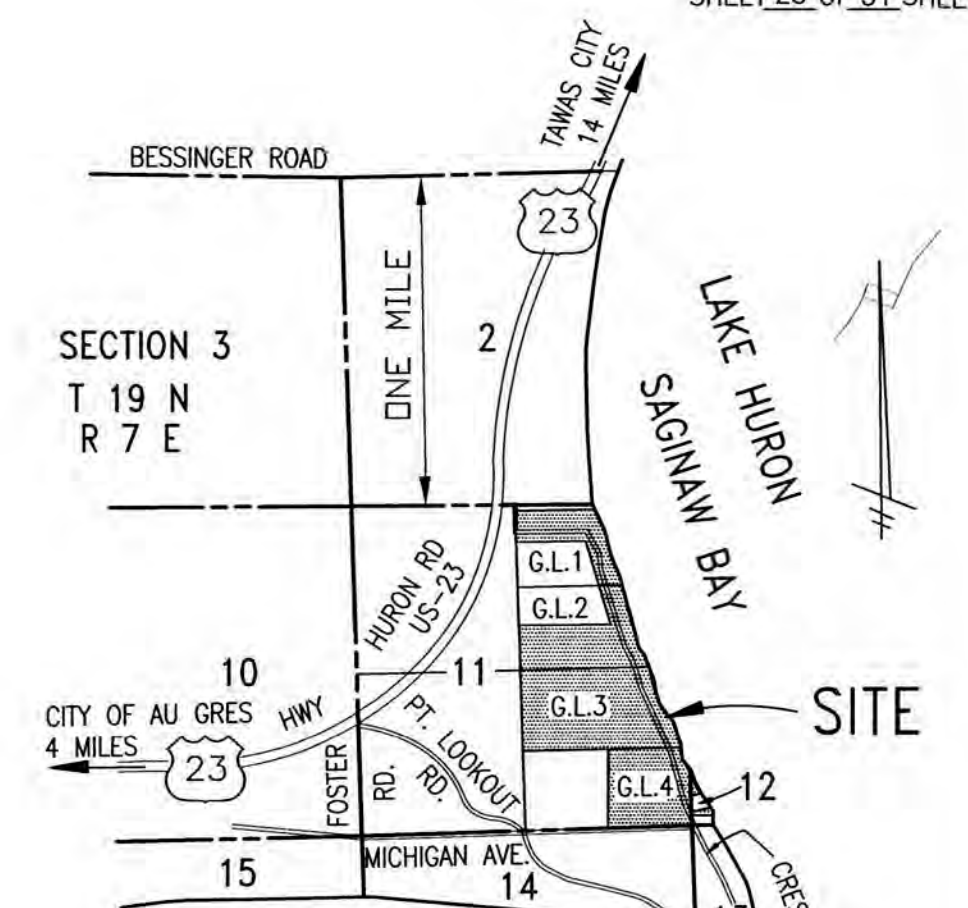 TAWAS CITY
14 MILES
BESSINGER ROAD
23
ONE MILE
2
SECTION 3
T 19 N
R 7 E
LAKE HURON
SAGINAW BAY
G.L.1
G.L.2
HURON RD
US-23
10
11
G.L.3
SITE
CITY OF AU GRES
4 MILES
HWY
23
PT. LOOKOUT
RD.
FOSTER
RD.
G.L.4
12
MICHIGAN AVE.
15
14